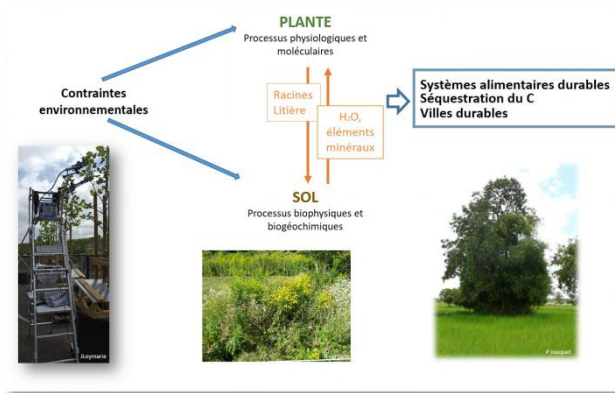 PLANTE
Processus physiologiques et
moléculaires
Contraintes
environnementales
Racines
Litière
H₂O,
éléments
minéraux
Systèmes alimentaires durables
Séquestration du C
Villes durables
SOL
Processus biophysiques et
biogéochimiques
JLeymarie
P Jouquet